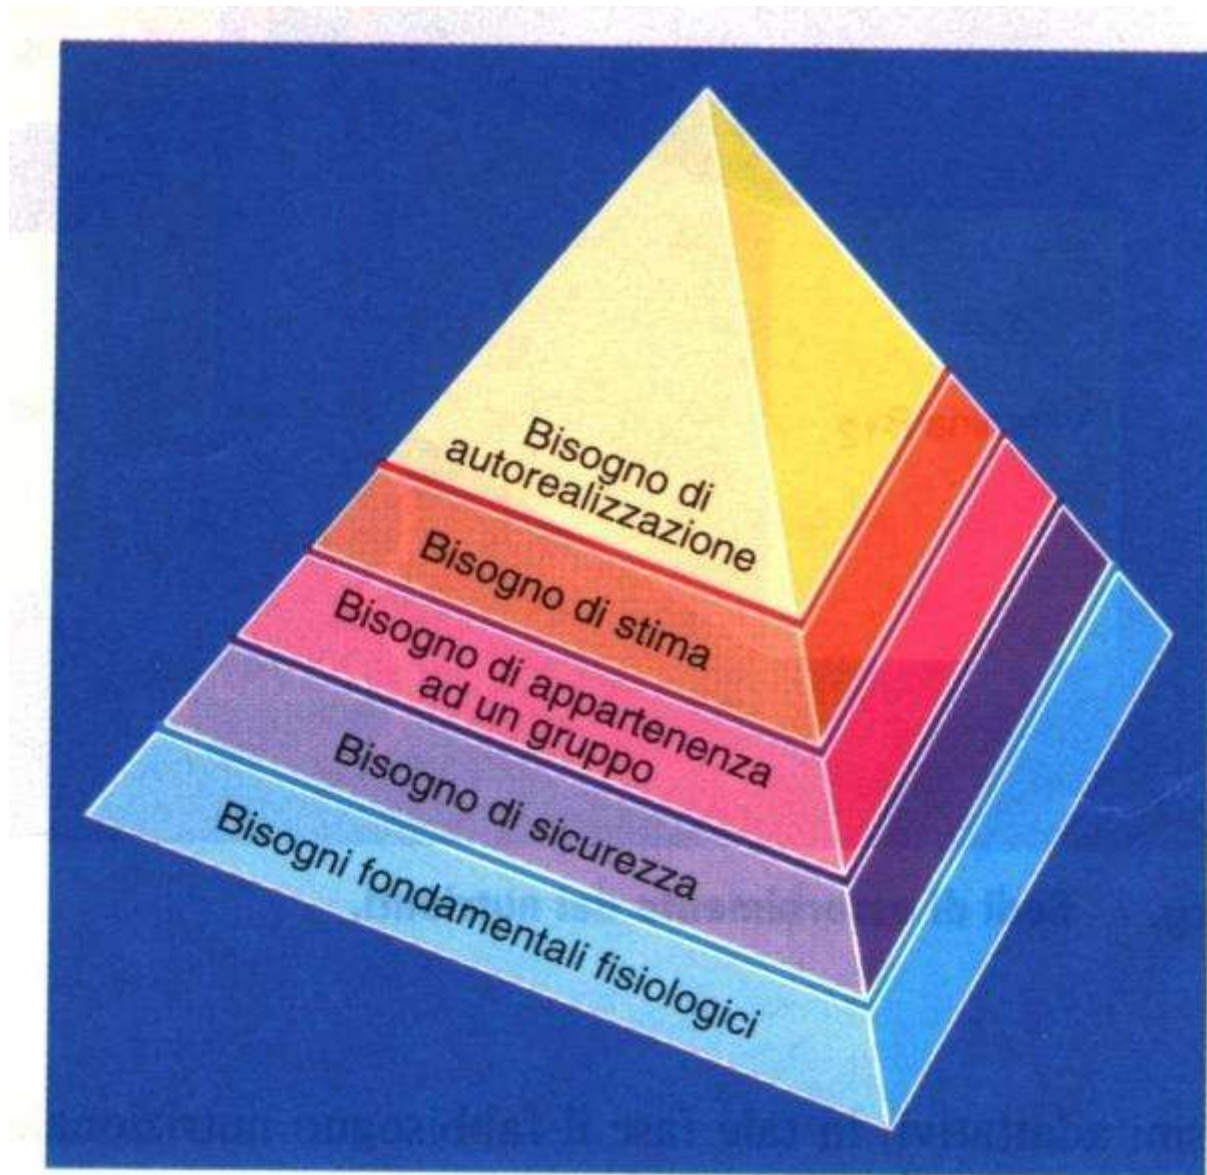 Bisogno di
autorealizzazione
Bisogno di stima
Bisogno di appartenenza
ad un gruppo
Bisogno di sicurezza
Bisogni fondamentali fisiologici